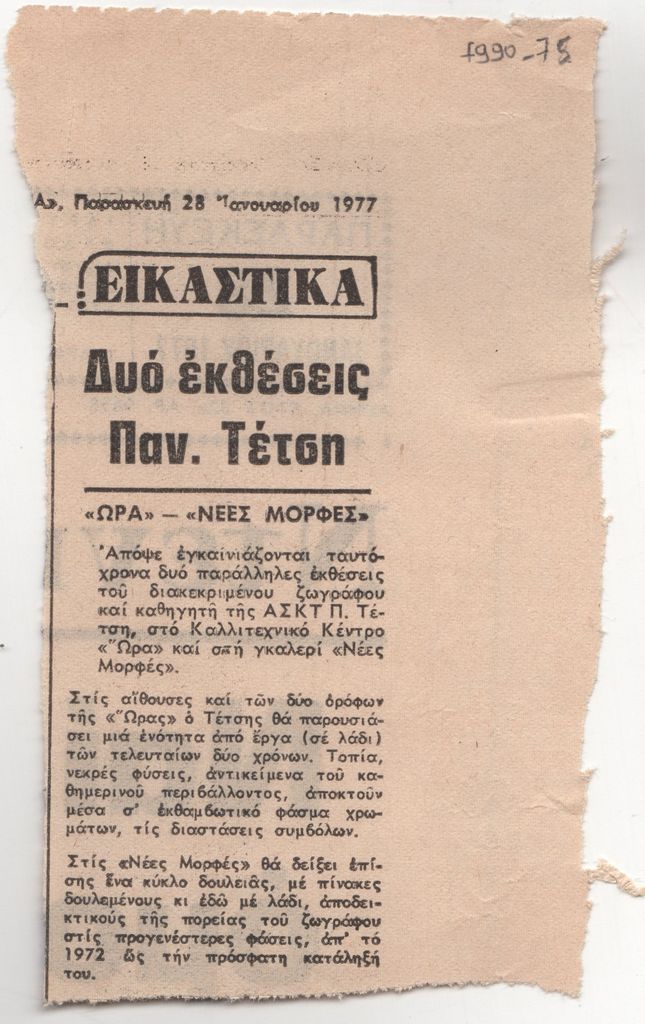 1990-75
Α», Παρασκευή 28 Ἰανουαρίου 1977
ΕΙΚΑΣΤΙΚΑ
Δυό ἐκθέσεις
Παν. Τέτση
«ΩΡΑ» — «ΝΕΕΣ ΜΟΡΦΕΣ»
Ἀπόψε ἐγκαινιάζονται ταυτό-
χρονα δυό παράλληλες ἐκθέσεις
τοῦ διακεκριμένου ζωγράφου
καί καθηγητή τῆς ΑΣΚΤ Π. Τέ-
τση, στό Καλλιτεχνικό Κέντρο
«Ὥρα» καί στή γκαλερί «Νέες
Μορφές».
Στίς αἴθουσες καί τῶν δύο ὀρόφων
τῆς «Ὥρας» ὁ Τέτσης θά παρουσιά-
σει μιά ἑνότητα ἀπό ἔργα (σέ λάδι)
τῶν τελευταίων δύο χρόνων. Τοπία,
νεκρές φύσεις, ἀντικείμενα τοῦ κα-
θημερινοῦ περιβάλλοντος, ἀποκτοῦν
μέσα σ' ἐκθαμβωτικό φάσμα χρω-
μάτων, τίς διαστάσεις συμβόλων.
Στίς «Νέες Μορφές» θά δείξει ἐπί-
σης ἕνα κύκλο δουλειᾶς, μέ πίνακες
δουλεμένους κι ἐδῶ μέ λάδι, ἀποδει-
κτικούς τῆς πορείας τοῦ ζωγράφου
στίς προγενέστερες φάσεις, ἀπ' τό
1972 ὥς τήν πρόσφατη κατάληξή
του.